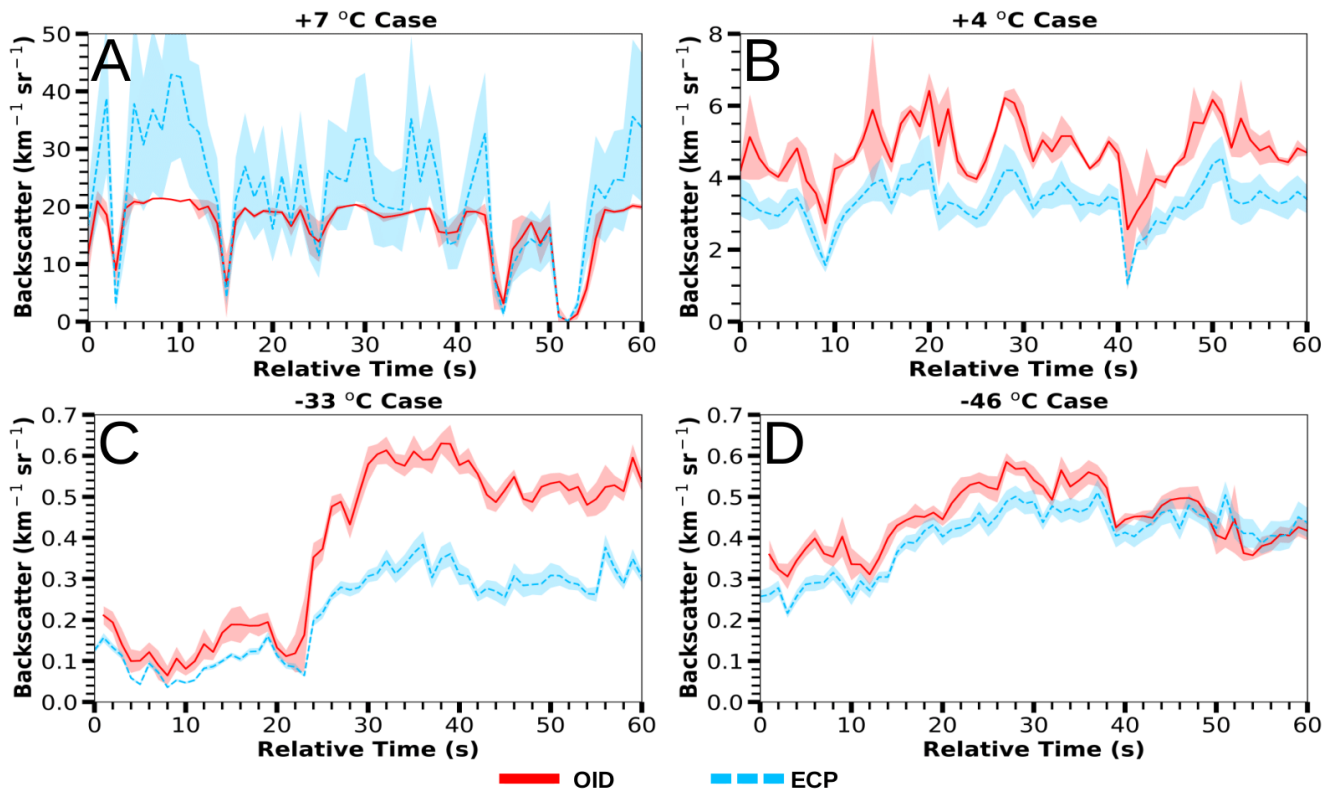 +7 °C Case
A
Backscatter (km⁻¹ sr⁻¹)
50
40
30
20
10
0
0 10 20 30 40 50 60
Relative Time (s)
+4 °C Case
B
Backscatter (km⁻¹ sr⁻¹)
8
6
4
2
0
0 10 20 30 40 50 60
Relative Time (s)
-33 °C Case
C
Backscatter (km⁻¹ sr⁻¹)
0.7
0.6
0.5
0.4
0.3
0.2
0.1
0.0
0 10 20 30 40 50 60
Relative Time (s)
-46 °C Case
D
Backscatter (km⁻¹ sr⁻¹)
0.7
0.6
0.5
0.4
0.3
0.2
0.1
0.0
0 10 20 30 40 50 60
Relative Time (s)
OID ECP